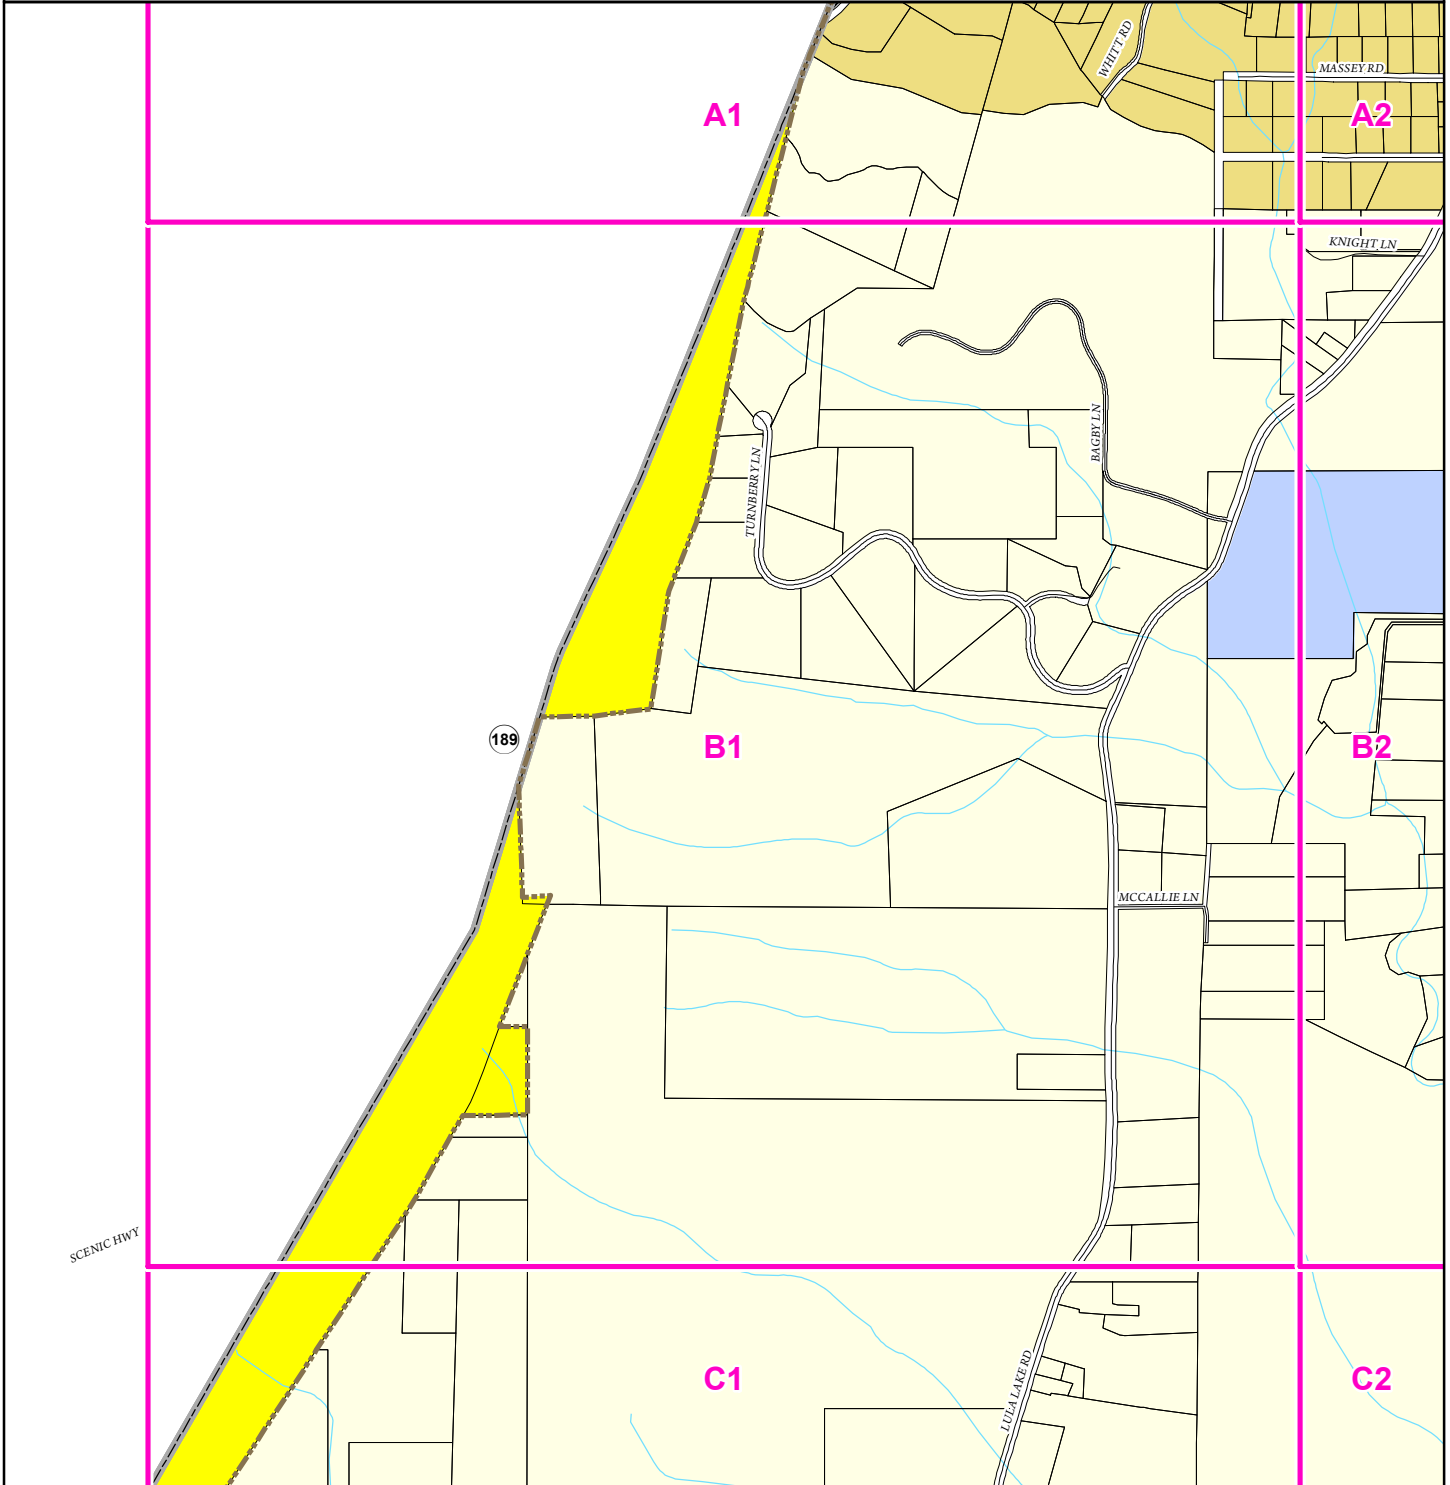 WHITT RD
MASSEY RD
A1
A2
KNIGHT LN
BAGBY LN
TURNBERRY LN
189
B1
B2
MCCALLIE LN
SCENIC HWY
LULA LAKE RD
C1
C2